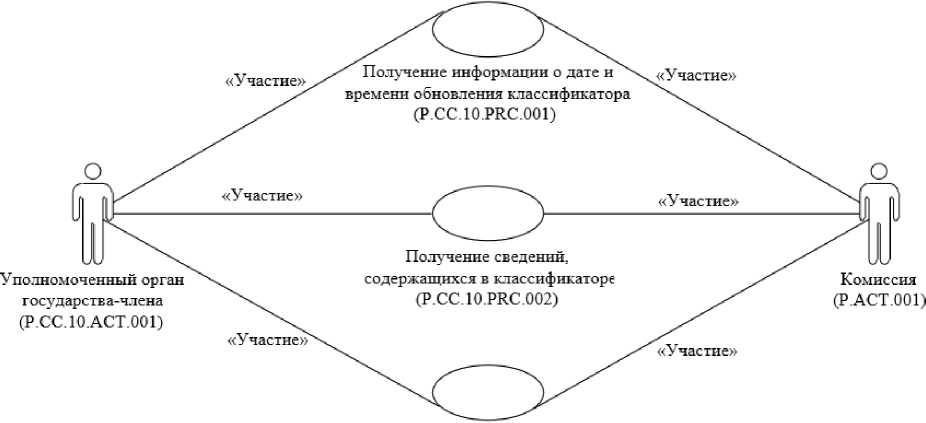 «Участие»
«Участие»
Получение информации о дате и
времени обновления классификатора
(P.CC.10.PRC.001)
«Участие»
«Участие»
Получение сведений,
содержащихся в классификаторе
(P.CC.10.PRC.002)
Уполномоченный орган
государства-члена
(P.CC.10.ACT.001)
Комиссия
(P.ACT.001)
«Участие»
«Участие»